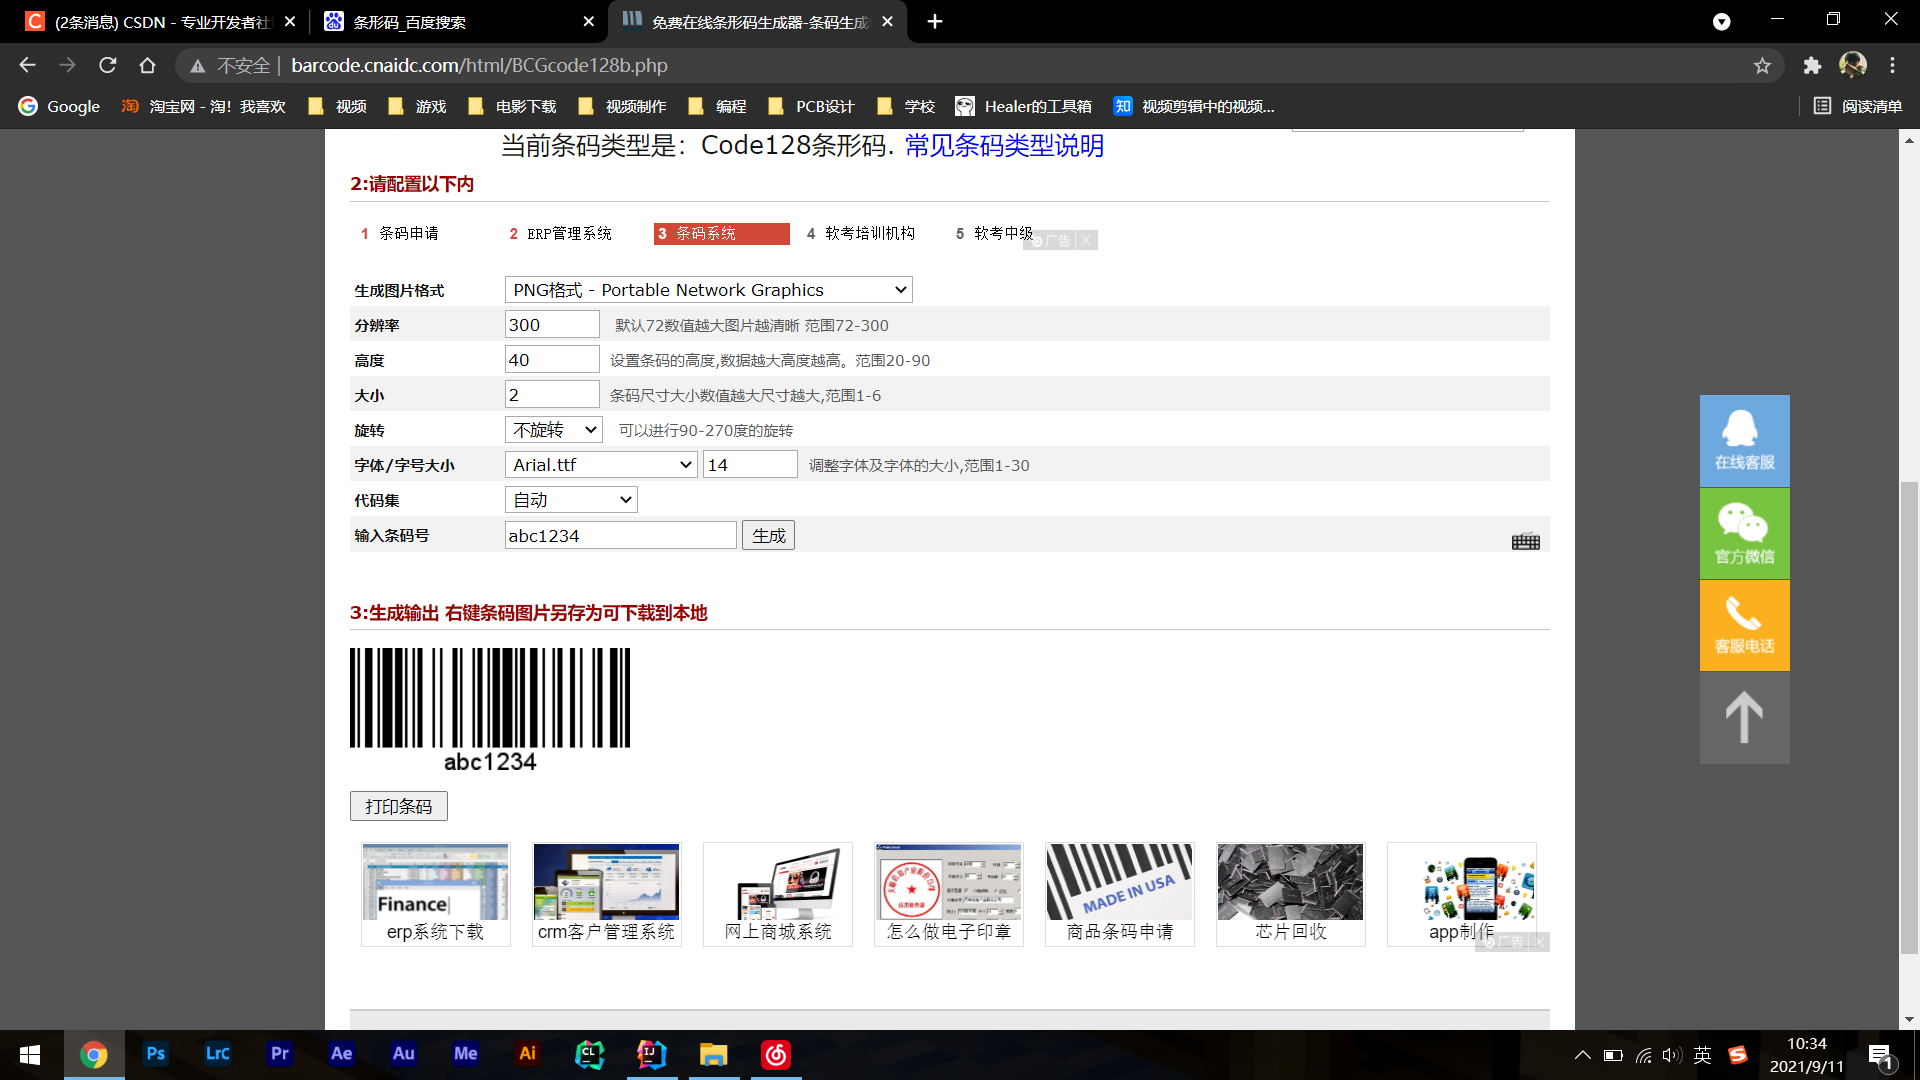 (2条消息) CSDN - 专业开发者社
条形码_百度搜索
免费在线条形码生成器-条码生成
不安全 | barcode.cnaidc.com/html/BCGcode128b.php
Google
淘宝网 - 淘！我喜欢
视频
游戏
电影下载
视频制作
编程
PCB设计
学校
Healer的工具箱
知 视频剪辑中的视频...
阅读清单
当前条码类型是：Code128条形码. 常见条码类型说明
2:请配置以下内
1 条码申请
2 ERP管理系统
3 条码系统
4 软考培训机构
5 软考中级
广告
生成图片格式 PNG格式 - Portable Network Graphics
分辨率 300 默认72数值越大图片越清晰 范围72-300
高度 40 设置条码的高度,数据越大高度越高。范围20-90
大小 2 条码尺寸大小数值越大尺寸越大,范围1-6
旋转 不旋转 可以进行90-270度的旋转
字体/字号大小 Arial.ttf 14 调整字体及字体的大小,范围1-30
代码集 自动
输入条码号 abc1234 生成
3:生成输出 右键条码图片另存为可下载到本地
abc1234
打印条码
Finance
MADE IN USA
erp系统下载
crm客户管理系统
网上商城系统
怎么做电子印章
商品条码申请
芯片回收
app制作
广告
在线客服
官方微信
客服电话
Ps
LrC
Pr
Ae
Au
Me
Ai
CL
IJ
英
10:34
2021/9/11
1